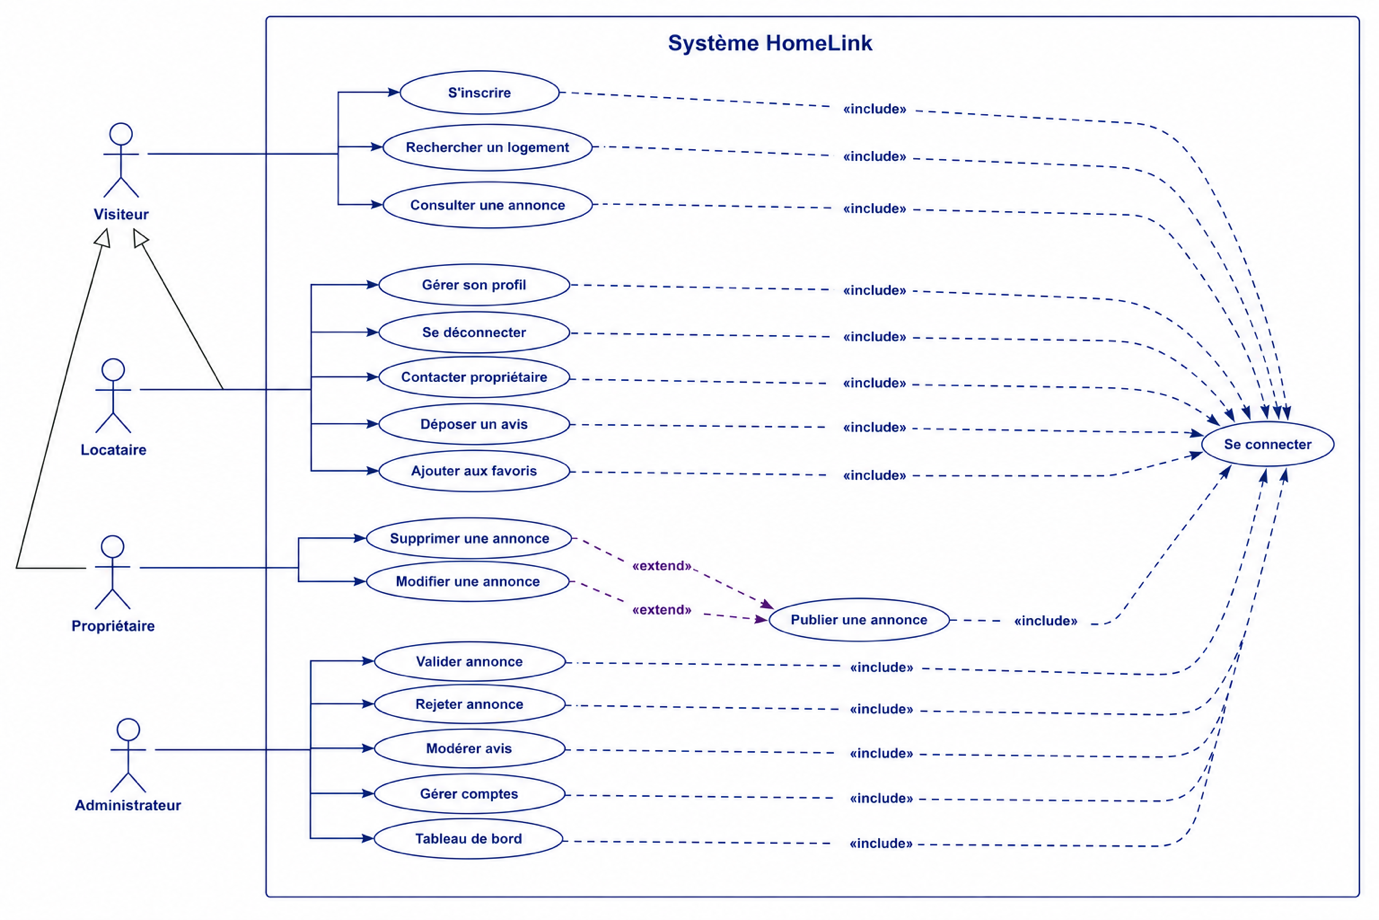 Système HomeLink
S'inscrire
«include»
Rechercher un logement
«include»
Consulter une annonce
«include»
Visiteur
Gérer son profil
«include»
Se déconnecter
«include»
Contacter propriétaire
«include»
Déposer un avis
«include»
Ajouter aux favoris
«include»
Locataire
Se connecter
Supprimer une annonce
«extend»
Modifier une annonce
«extend»
Publier une annonce
«include»
Propriétaire
Valider annonce
«include»
Rejeter annonce
«include»
Modérer avis
«include»
Gérer comptes
«include»
Tableau de bord
«include»
Administrateur